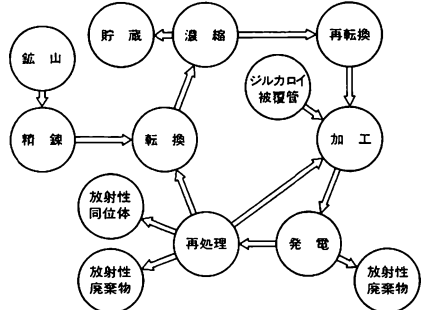 貯蔵
濃縮
再転換
鉱山
ジルカロイ
被覆管
精錬
転換
加工
放射性
同位体
再処理
発電
放射性
廃棄物
放射性
廃棄物